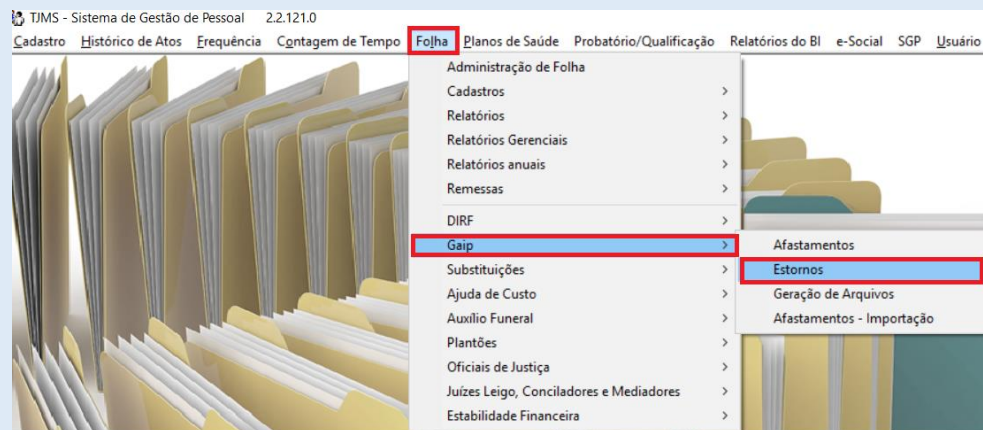 TJMS - Sistema de Gestão de Pessoal 2.2.121.0
Cadastro Histórico de Atos Frequência Contagem de Tempo Folha Planos de Saúde Probatório/Qualificação Relatórios do BI e-Social SGP Usuário
Administração de Folha
Cadastros
Relatórios
Relatórios Gerenciais
Relatórios anuais
Remessas
DIRF
Gaip
Substituições
Ajuda de Custo
Auxílio Funeral
Plantões
Oficiais de Justiça
Juízes Leigo, Conciladores e Mediadores
Estabilidade Financeira
Afastamentos
Estornos
Geração de Arquivos
Afastamentos - Importação